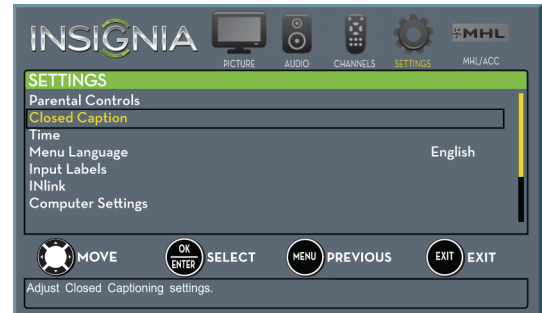 INSIGNIA
PICTURE AUDIO CHANNELS SETTINGS MHL MHL/ACC
SETTINGS
Parental Controls
Closed Caption
Time
Menu Language English
Input Labels
INlink
Computer Settings
MOVE OK ENTER SELECT MENU PREVIOUS EXIT EXIT
Adjust Closed Captioning settings.